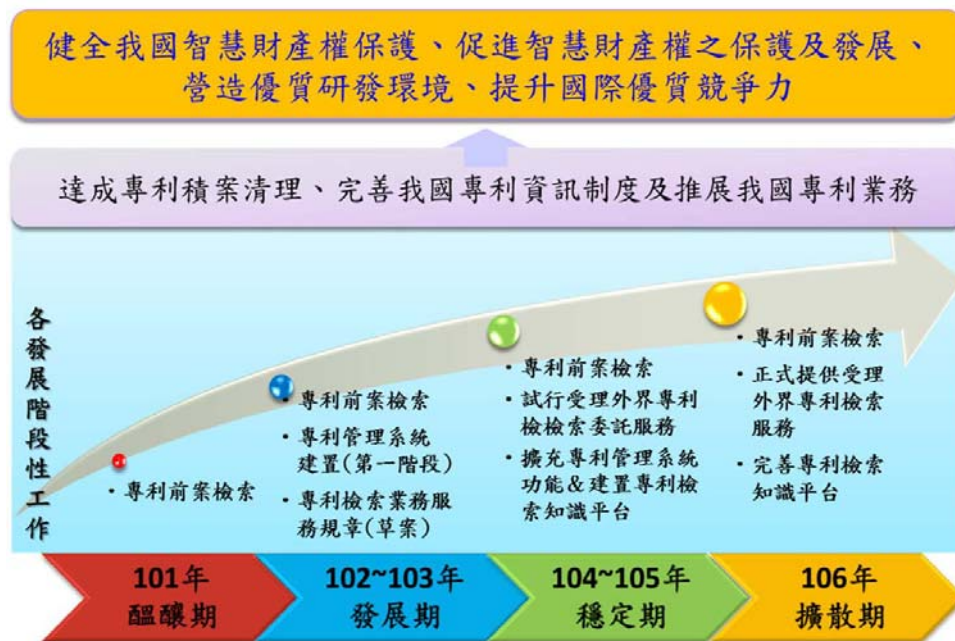 健全我國智慧財產權保護、促進智慧財產權之保護及發展、
營造優質研發環境、提升國際優質競爭力
達成專利積案清理、完善我國專利資訊制度及推展我國專利業務
各發展階段性工作
・專利前案檢索
・專利前案檢索
・專利管理系統
建置(第一階段)
・專利檢索業務服
務規章(草案)
・專利前案檢索
・試行受理外界專利
檢檢索委託服務
・擴充專利管理系統
功能&建置專利檢
索知識平台
・專利前案檢索
・正式提供受理
外界專利檢索
服務
・完善專利檢索
知識平台
101年
醞釀期
102~103年
發展期
104~105年
穩定期
106年
擴散期